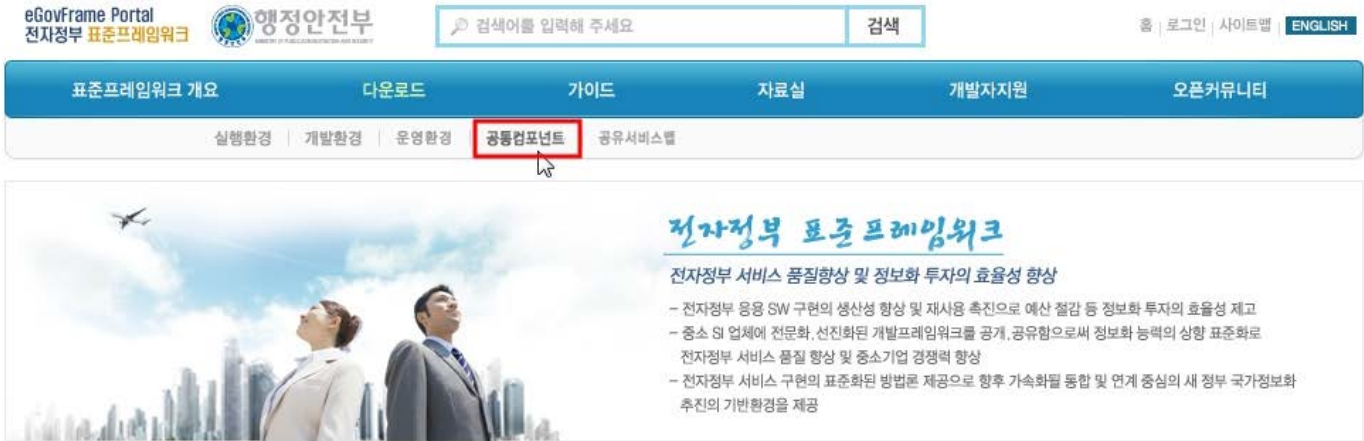 eGovFrame Portal
전자정부 표준프레임워크
행정안전부
검색어를 입력해 주세요
검색
홈 | 로그인 | 사이트맵 | ENGLISH
표준프레임워크 개요 다운로드 가이드 자료실 개발자지원 오픈커뮤니티
실행환경 | 개발환경 | 운영환경 | 공통컴포넌트 공유서비스맵
전자정부 표준프레임워크
전자정부 서비스 품질향상 및 정보화 투자의 효율성 향상
- 전자정부 응용 SW 구현의 생산성 향상 및 재사용 촉진으로 예산 절감 등 정보화 투자의 효율성 제고
- 중소 SI 업체에 전문화, 선진화된 개발프레임워크를 공개, 공유함으로써 정보화 능력의 상향 표준화로
전자정부 서비스 품질 향상 및 중소기업 경쟁력 향상
- 전자정부 서비스 구현의 표준화된 방법론 제공으로 향후 가속화될 통합 및 연계 중심의 새 정부 국가정보화
추진의 기반환경을 제공